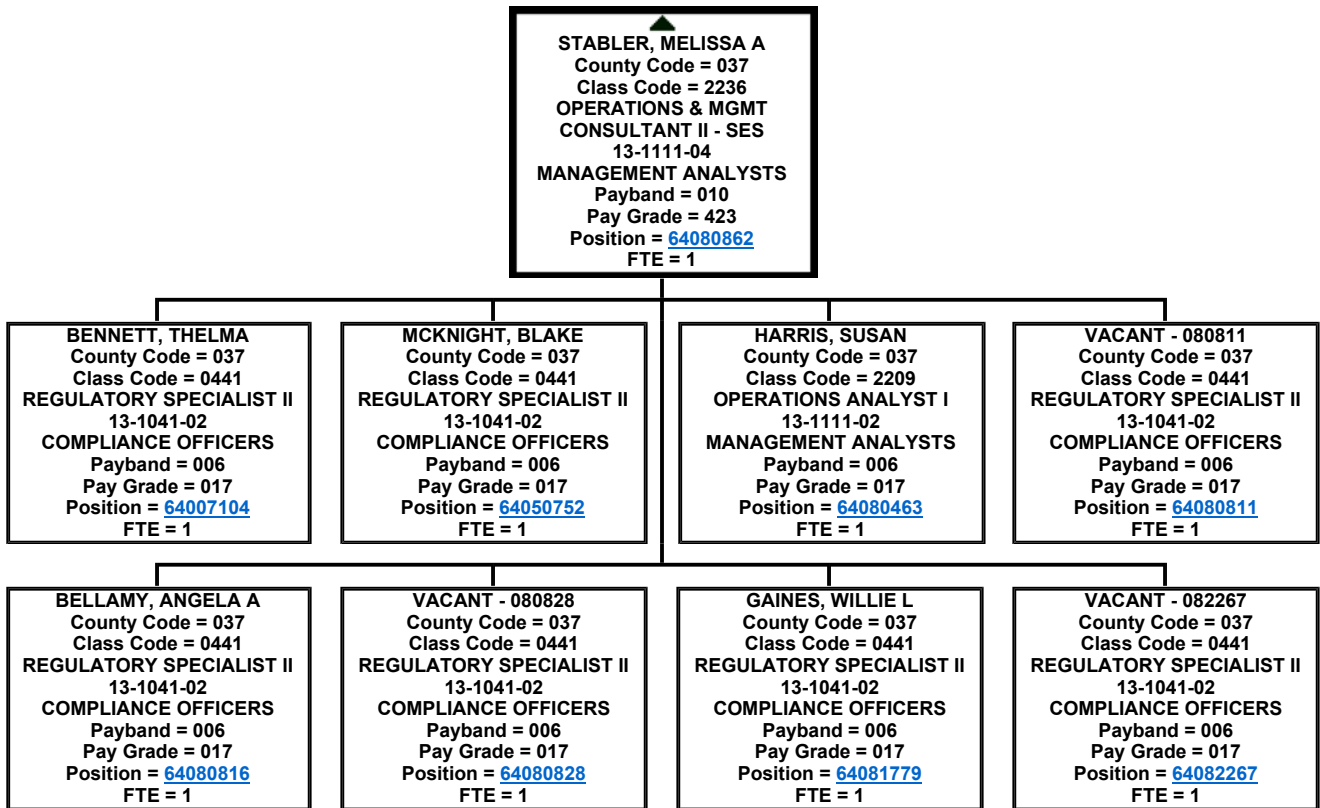 STABLER, MELISSA A
County Code = 037
Class Code = 2236
OPERATIONS & MGMT
CONSULTANT II - SES
13-1111-04
MANAGEMENT ANALYSTS
Payband = 010
Pay Grade = 423
Position = 64080862
FTE = 1
BENNETT, THELMA
County Code = 037
Class Code = 0441
REGULATORY SPECIALIST II
13-1041-02
COMPLIANCE OFFICERS
Payband = 006
Pay Grade = 017
Position = 64007104
FTE = 1
MCKNIGHT, BLAKE
County Code = 037
Class Code = 0441
REGULATORY SPECIALIST II
13-1041-02
COMPLIANCE OFFICERS
Payband = 006
Pay Grade = 017
Position = 64050752
FTE = 1
HARRIS, SUSAN
County Code = 037
Class Code = 2209
OPERATIONS ANALYST I
13-1111-02
MANAGEMENT ANALYSTS
Payband = 006
Pay Grade = 017
Position = 64080463
FTE = 1
VACANT - 080811
County Code = 037
Class Code = 0441
REGULATORY SPECIALIST II
13-1041-02
COMPLIANCE OFFICERS
Payband = 006
Pay Grade = 017
Position = 64080811
FTE = 1
BELLAMY, ANGELA A
County Code = 037
Class Code = 0441
REGULATORY SPECIALIST II
13-1041-02
COMPLIANCE OFFICERS
Payband = 006
Pay Grade = 017
Position = 64080816
FTE = 1
VACANT - 080828
County Code = 037
Class Code = 0441
REGULATORY SPECIALIST II
13-1041-02
COMPLIANCE OFFICERS
Payband = 006
Pay Grade = 017
Position = 64080828
FTE = 1
GAINES, WILLIE L
County Code = 037
Class Code = 0441
REGULATORY SPECIALIST II
13-1041-02
COMPLIANCE OFFICERS
Payband = 006
Pay Grade = 017
Position = 64081779
FTE = 1
VACANT - 082267
County Code = 037
Class Code = 0441
REGULATORY SPECIALIST II
13-1041-02
COMPLIANCE OFFICERS
Payband = 006
Pay Grade = 017
Position = 64082267
FTE = 1